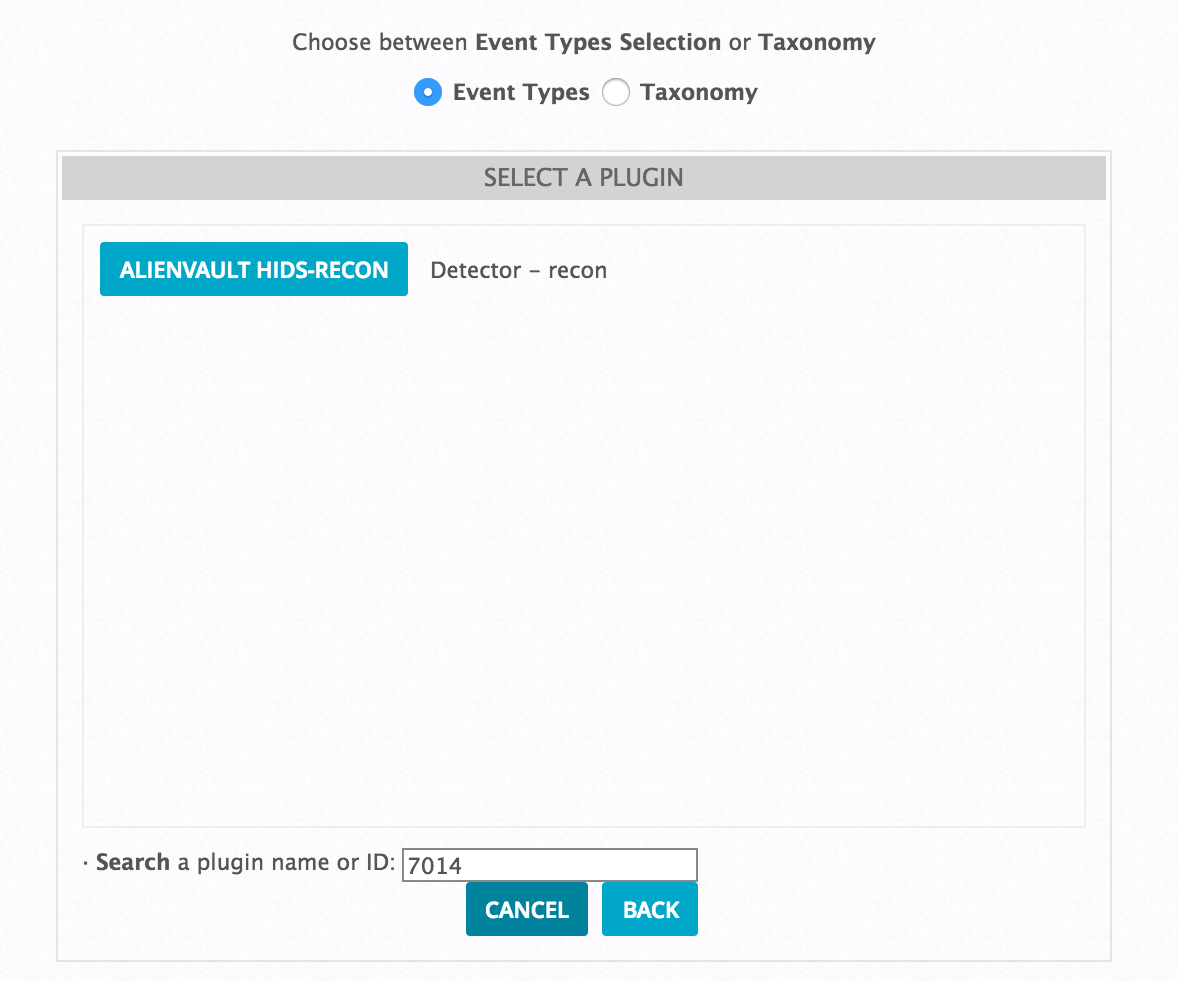 Choose between Event Types Selection or Taxonomy
Event Types Taxonomy
SELECT A PLUGIN
ALIENVAULT HIDS-RECON Detector – recon
· Search a plugin name or ID: 7014
CANCEL BACK